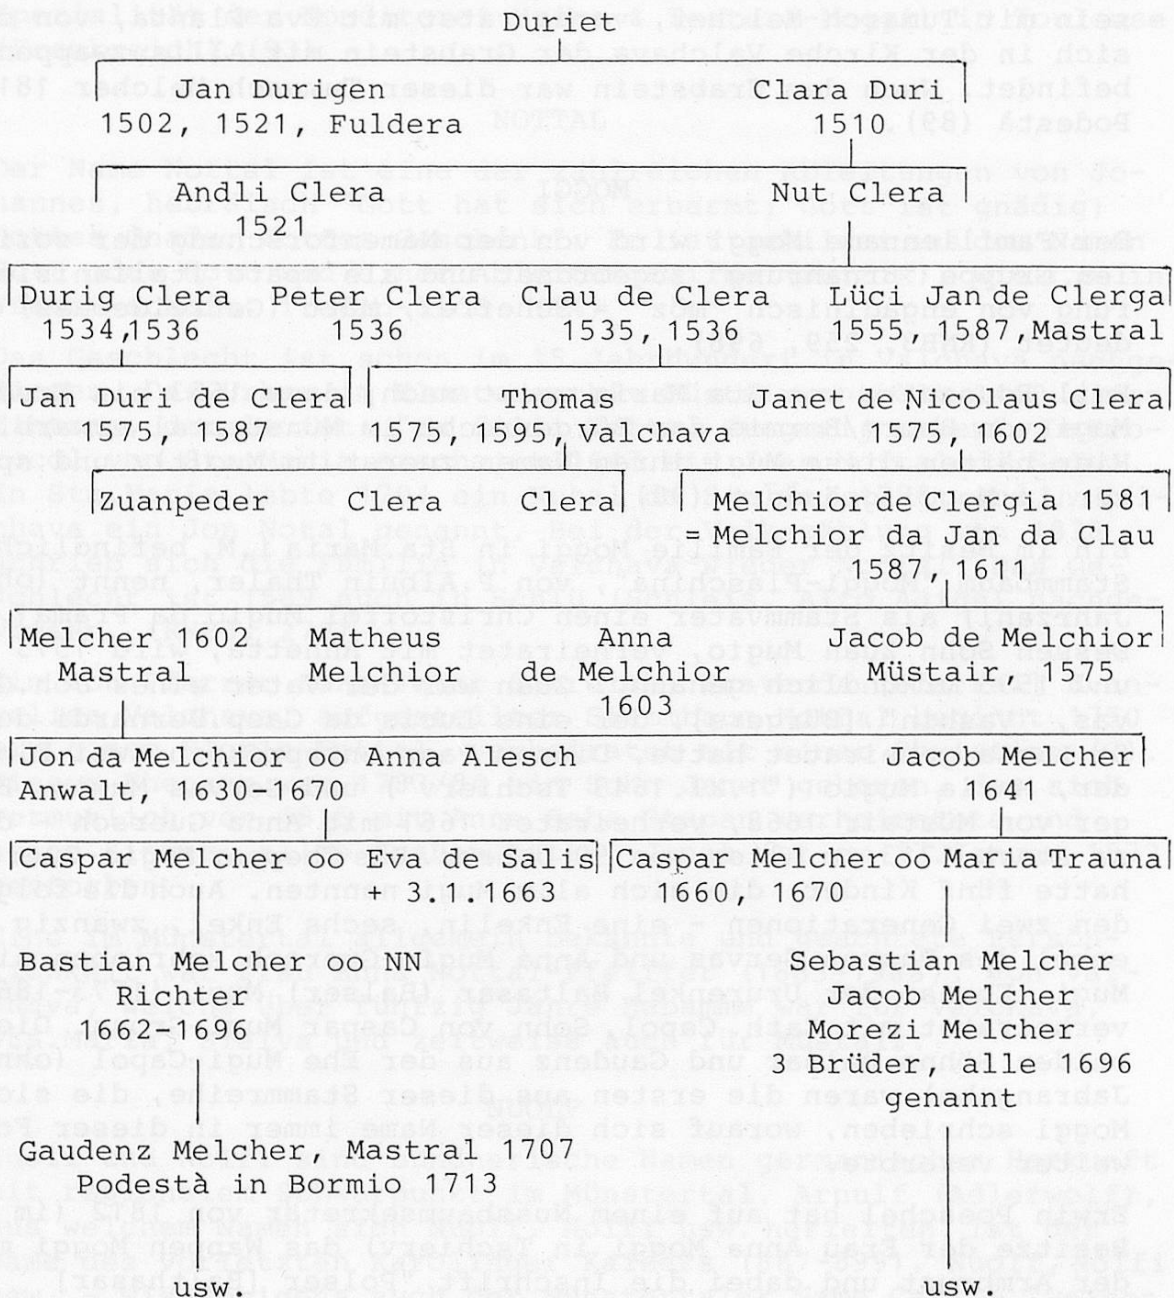 Duriet
Jan Durigen Clara Duri
1502, 1521, Fuldera 1510
Andli Clera Nut Clera
1521
Durig Clera Peter Clera Clau de Clera Lüci Jan de Clerga
1534, 1536 1536 1535, 1536 1555, 1587, Mastral
Jan Duri de Clera Thomas Jane+ de Nicolaus Clera
1575, 1587 1575, 1595, Valchava 1575, 1602
Zuanpeder Clera Clera Melchior de Clergia 1581
= Melchior da Jan da Clau
1587, 1611
Melcher 1602 Matheus Anna Jacob de Melchior
Mastral Melchior de Melchior Müstair, 1575
1603
Jon da Melchior oo Anna Alesch Jacob Melcher
Anwalt, 1630-1670 1641
Caspar Melcher oo Eva de Salis Caspar Melcher oo Maria Trauna
+ 3.1.1663 1660, 1670
Bastian Melcher oo NN Sebastian Melcher
Richter Jacob Melcher
1662-1696 Morezi Melcher
3 Brüder, alle 1696
genannt
Gaudenz Melcher, Mastral 1707
Podestà in Bormio 1713
usw. usw.